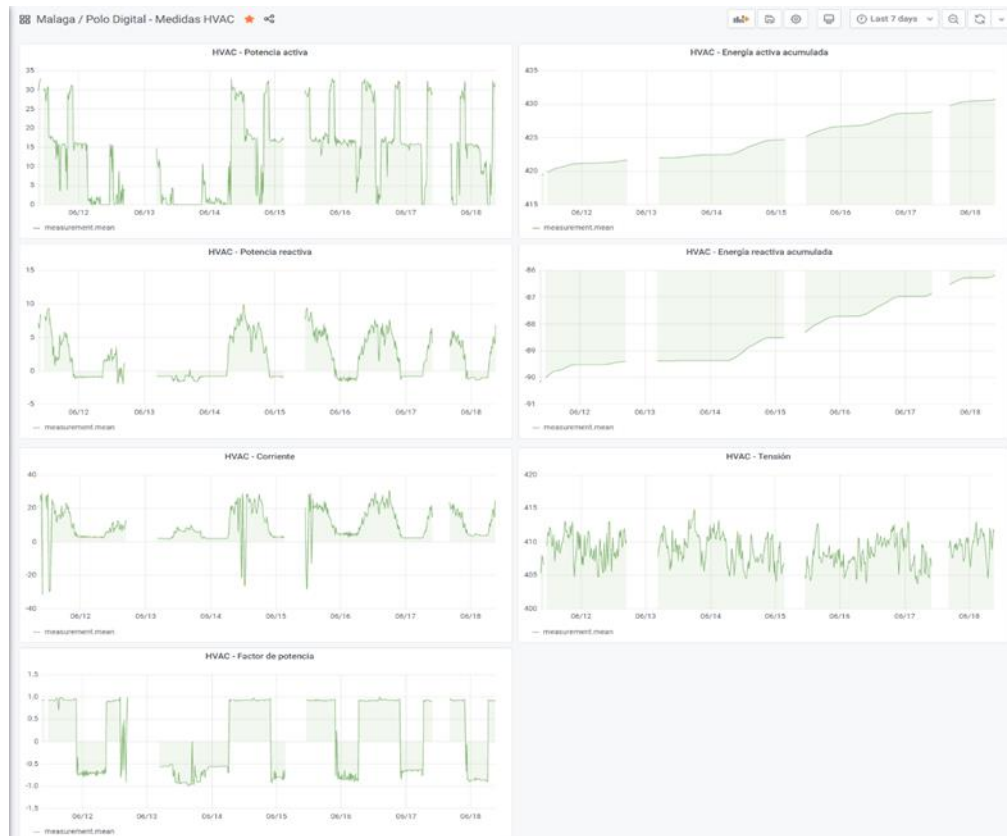 Malaga / Polo Digital - Medidas HVAC
Last 7 days
HVAC - Potencia activa
35
30
25
20
15
10
5
0
06/12 06/13 06/14 06/15 06/16 06/17 06/18
measurement.mean
HVAC - Energía activa acumulada
435
430
425
420
415
06/12 06/13 06/14 06/15 06/16 06/17 06/18
measurement.mean
HVAC - Potencia reactiva
15
10
5
0
-5
06/12 06/13 06/14 06/15 06/16 06/17 06/18
measurement.mean
HVAC - Energía reactiva acumulada
-86
-87
-88
-89
-90
-91
06/12 06/13 06/14 06/15 06/16 06/17 06/18
measurement.mean
HVAC - Corriente
40
20
0
-20
-40
06/12 06/13 06/14 06/15 06/16 06/17 06/18
measurement.mean
HVAC - Tensión
420
415
410
405
400
06/12 06/13 06/14 06/15 06/16 06/17 06/18
measurement.mean
HVAC - Factor de potencia
1.5
1.0
0.5
0
-0.5
-1.0
-1.5
06/12 06/13 06/14 06/15 06/16 06/17 06/18
measurement.mean